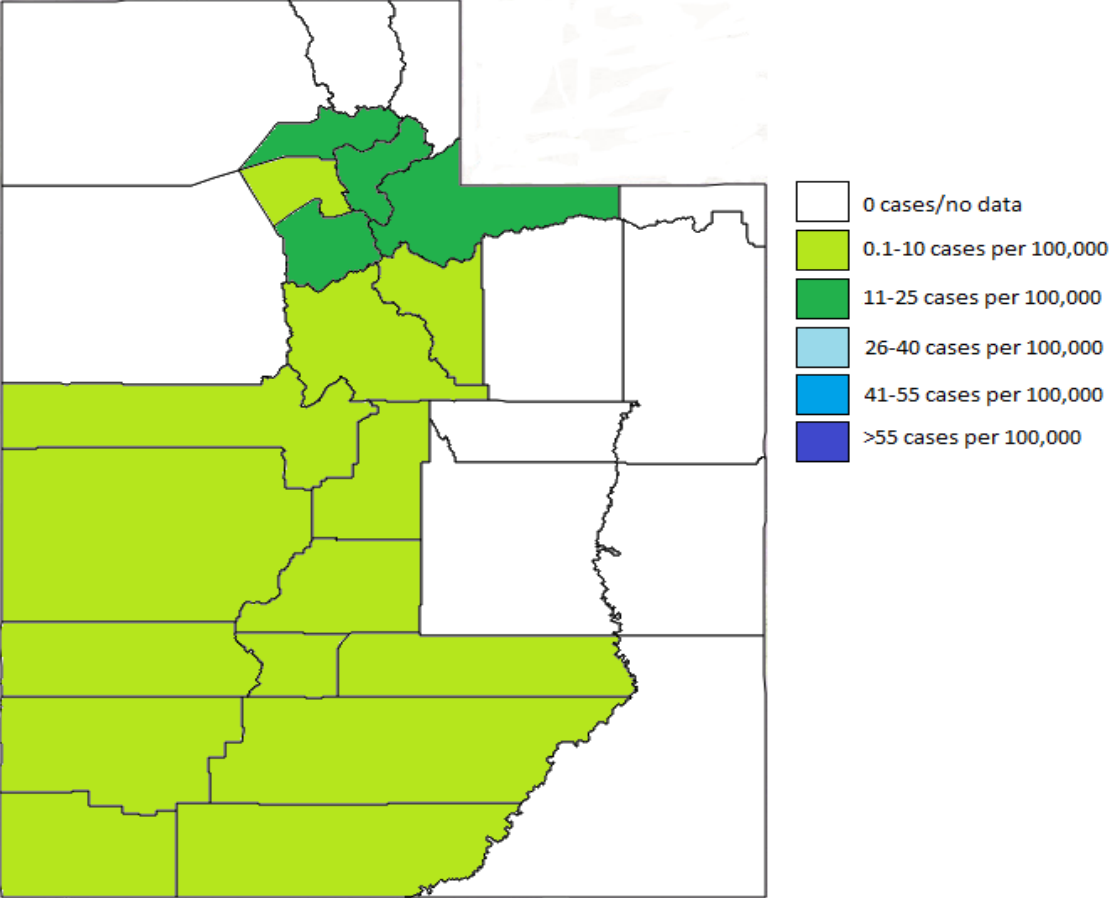 0 cases/no data
0.1-10 cases per 100,000
11-25 cases per 100,000
26-40 cases per 100,000
41-55 cases per 100,000
>55 cases per 100,000